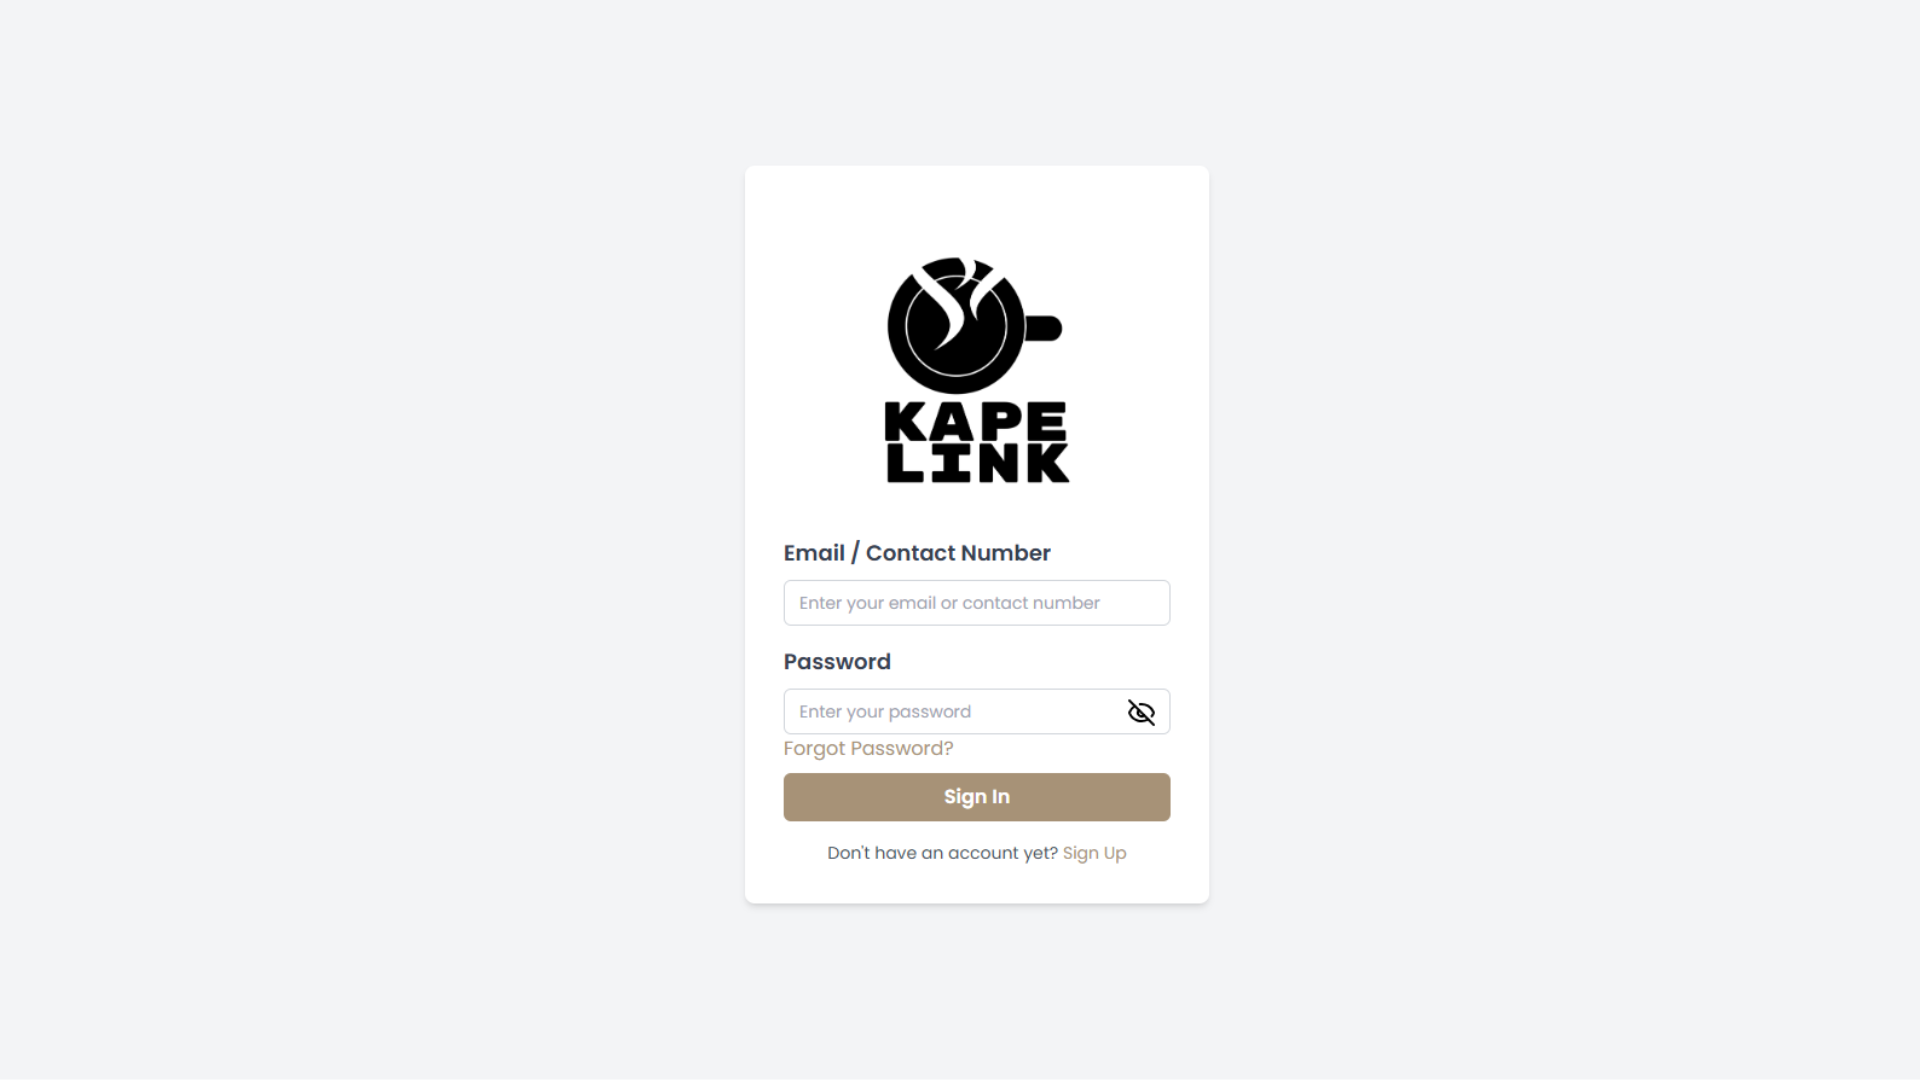 KAPE
LINK
Email / Contact Number
Enter your email or contact number
Password
Enter your password
Forgot Password?
Sign In
Don't have an account yet? Sign Up